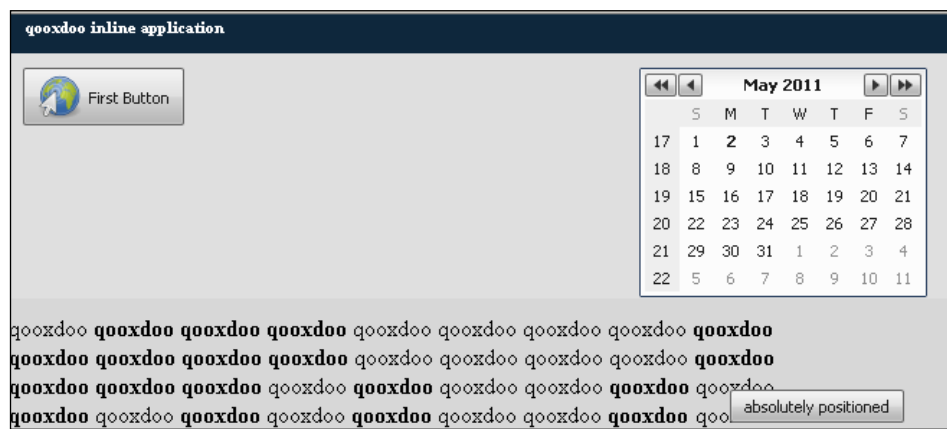 qooxdoo inline application
First Button
May 2011
S M T W T F S
17 1 2 3 4 5 6 7
18 8 9 10 11 12 13 14
19 15 16 17 18 19 20 21
20 22 23 24 25 26 27 28
21 29 30 31 1 2 3 4
22 5 6 7 8 9 10 11
qooxdoo qooxdoo qooxdoo qooxdoo qooxdoo qooxdoo qooxdoo qooxdoo qooxdoo
qooxdoo qooxdoo qooxdoo qooxdoo qooxdoo qooxdoo qooxdoo qooxdoo qooxdoo
qooxdoo qooxdoo qooxdoo qooxdoo qooxdoo qooxdoo qooxdoo qooxdoo qooxdoo
qooxdoo qooxdoo qooxdoo qooxdoo qooxdoo qooxdoo qooxdoo qooxdoo
absolutely positioned